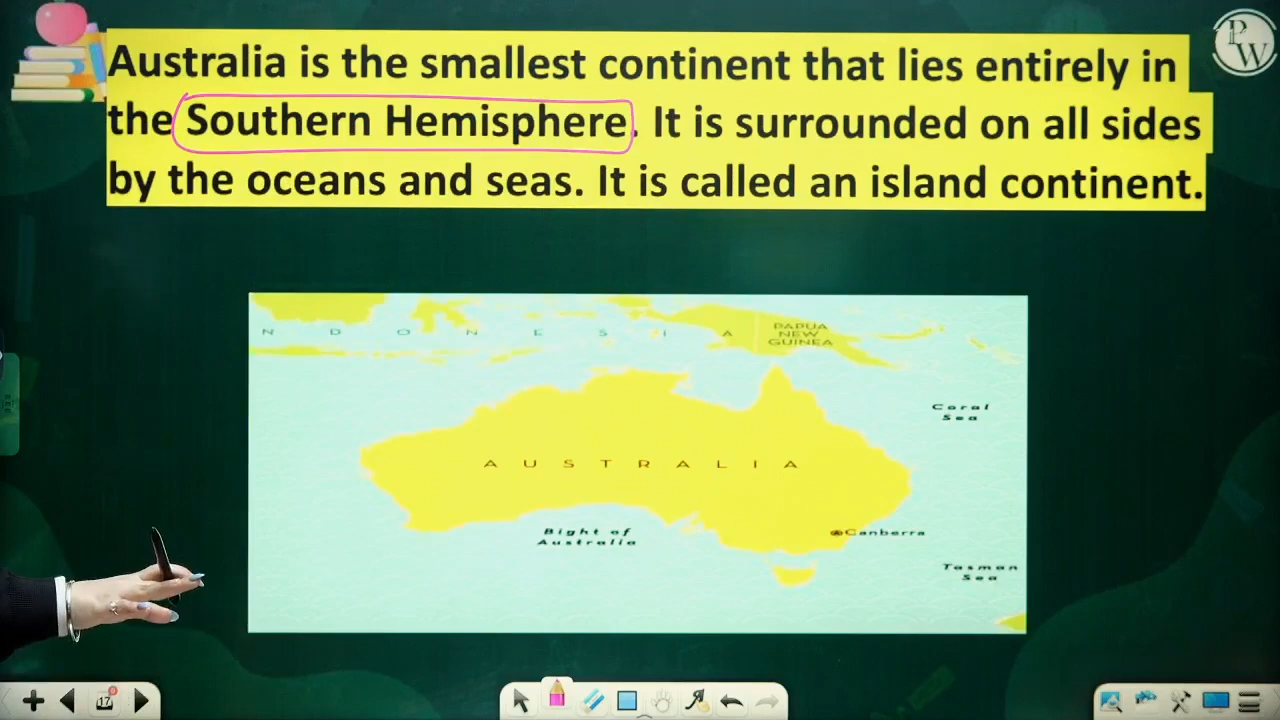 Australia is the smallest continent that lies entirely in
the Southern Hemisphere. It is surrounded on all sides
by the oceans and seas. It is called an island continent.
PW
N D O N E S I A
PAPUA
NEW
GUINEA
Coral
Sea
A U S T R A L I A
Bight of
Australia
Canberra
Tasman
Sea
17